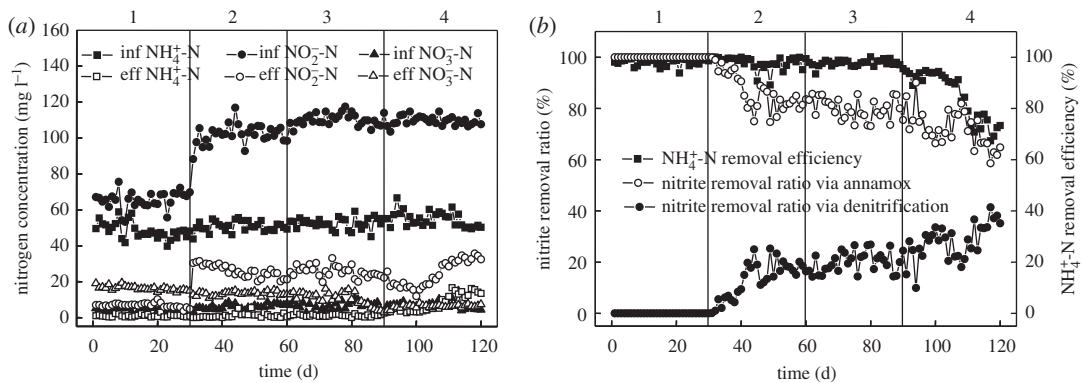 (a)
1 2 3 4
160
140
120
100
80
60
40
20
0
nitrogen concentration (mg l⁻¹)
inf NH₄⁺-N inf NO₂⁻-N inf NO₃⁻-N
eff NH₄⁺-N eff NO₂⁻-N eff NO₃⁻-N
0 20 40 60 80 100 120
time (d)
(b)
1 2 3 4
100
80
60
40
20
0
nitrite removal ratio (%)
NH₄⁺-N removal efficiency
nitrite removal ratio via annamox
nitrite removal ratio via denitrification
100
80
60
40
20
0
NH₄⁺-N removal efficiency (%)
0 20 40 60 80 100 120
time (d)